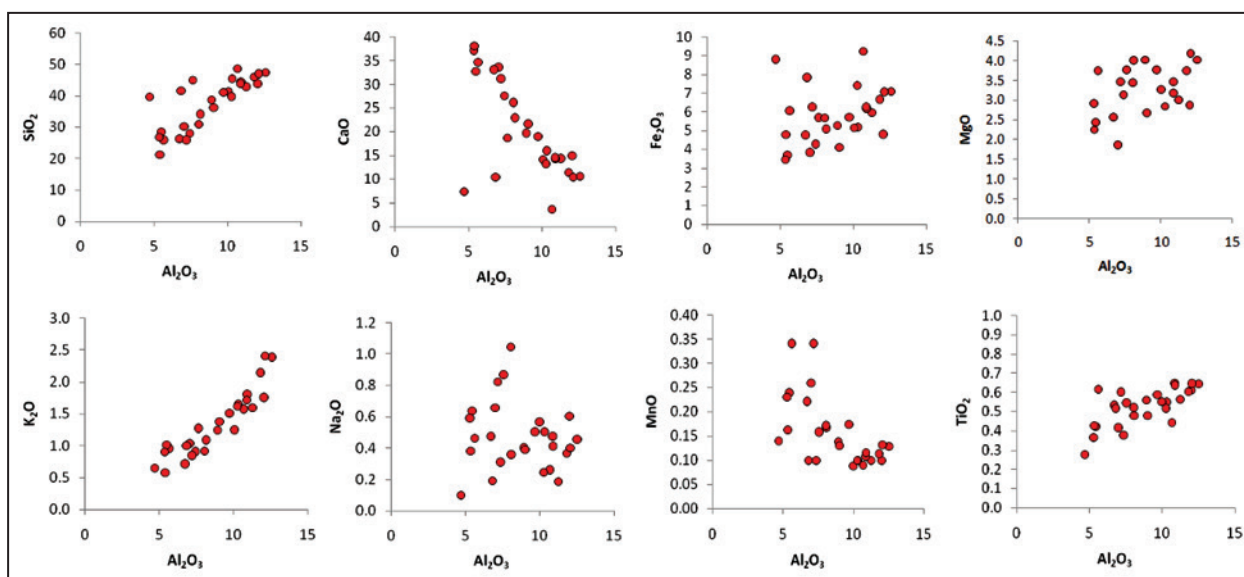 SiO₂
60
50
40
30
20
10
0
0 5 10 15
Al₂O₃
CaO
40
35
30
25
20
15
10
5
0
0 5 10 15
Al₂O₃
Fe₂O₃
10
9
8
7
6
5
4
3
2
1
0
0 5 10 15
Al₂O₃
MgO
4.5
4.0
3.5
3.0
2.5
2.0
1.5
1.0
0.5
0.0
0 5 10 15
Al₂O₃
K₂O
3.0
2.5
2.0
1.5
1.0
0.5
0.0
0 5 10 15
Al₂O₃
Na₂O
1.2
1.0
0.8
0.6
0.4
0.2
0.0
0 5 10 15
Al₂O₃
MnO
0.40
0.35
0.30
0.25
0.20
0.15
0.10
0.05
0.00
0 5 10 15
Al₂O₃
TiO₂
1.0
0.9
0.8
0.7
0.6
0.5
0.4
0.3
0.2
0.1
0.0
0 5 10 15
Al₂O₃